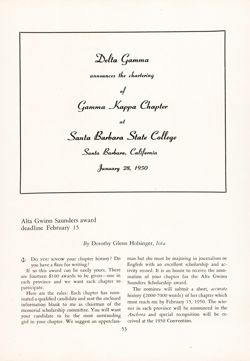 Delta Gamma
announces the chartering
of
Gamma Kappa Chapter
at
Santa Barbara State College
Santa Barbara, California
January 28, 1950
Alta Gwinn Saunders award
deadline February 15
By Dorothy Glenn Holsinger, Iota
Do you know your chapter history? Do
you have a flair for writing?
If so this award can be easily yours. There
are fourteen $100 awards to be given—one in
each province and we want each chapter to
participate.
Here are the rules: Each chapter has nom-
inated a qualified candidate and sent the enclosed
information blank to me as chairman of the
memorial scholarship committee. You will want
your candidate to be the most outstanding
girl in your chapter. We suggest an upperclass-
man but she must be majoring in journalism or
English with an excellent scholarship and ac-
tivity record. It is an honor to receive the nom-
ination of your chapter for the Alta Gwinn
Saunders Scholarship award.
The nominee will submit a short, accurate
history (2000-7000 words) of her chapter which
must reach me by February 15, 1950. The win-
ner in each province will be announced in the
Anchora and special recognition will be re-
ceived at the 1950 Convention.
55